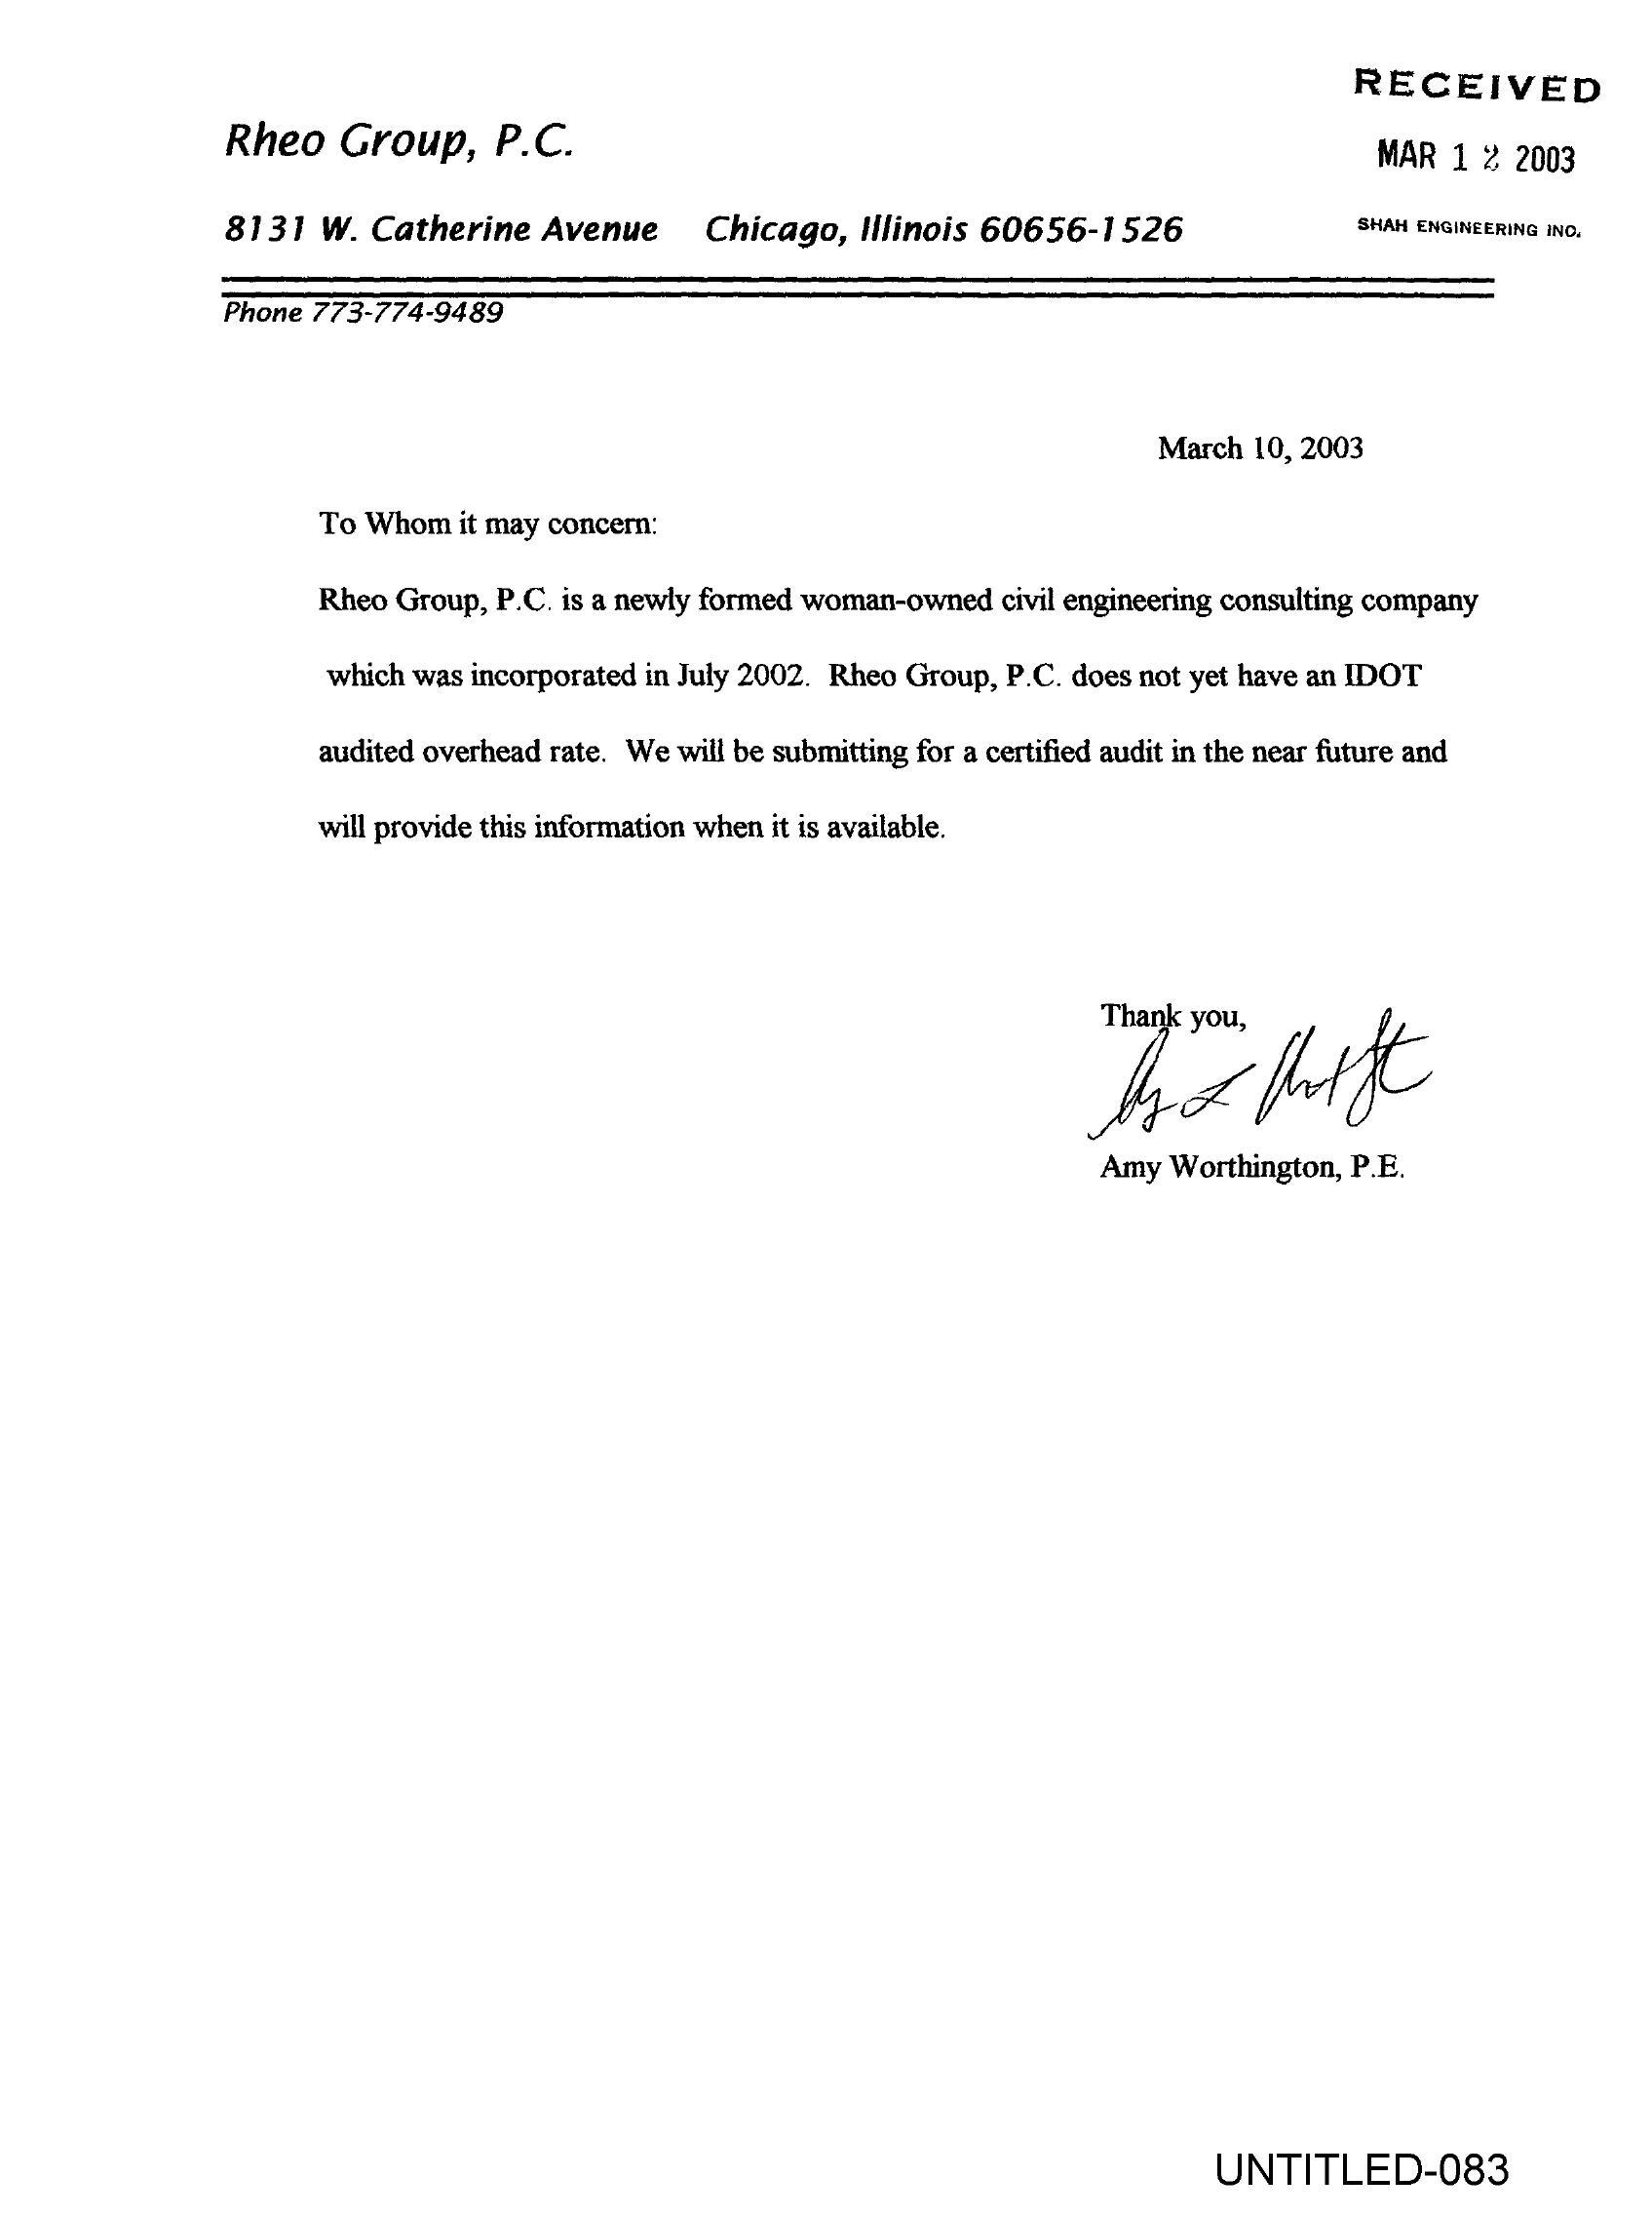 RECEIVED
Rheo Group, P.C.
MAR 12 2003
8131 W. Catherine Avenue Chicago, Illinois 60656-1526
SHAH ENGINEERING INC.
Phone 773-774-9489
March 10, 2003
To Whom it may concern:
Rheo Group, P.C. is a newly formed woman-owned civil engineering consulting company
which was incorporated in July 2002. Rheo Group, P.C. does not yet have an IDOT
audited overhead rate. We will be submitting for a certified audit in the near future and
will provide this information when it is available.
Thank you,
Amy Worthington, P.E.
UNTITLED-083